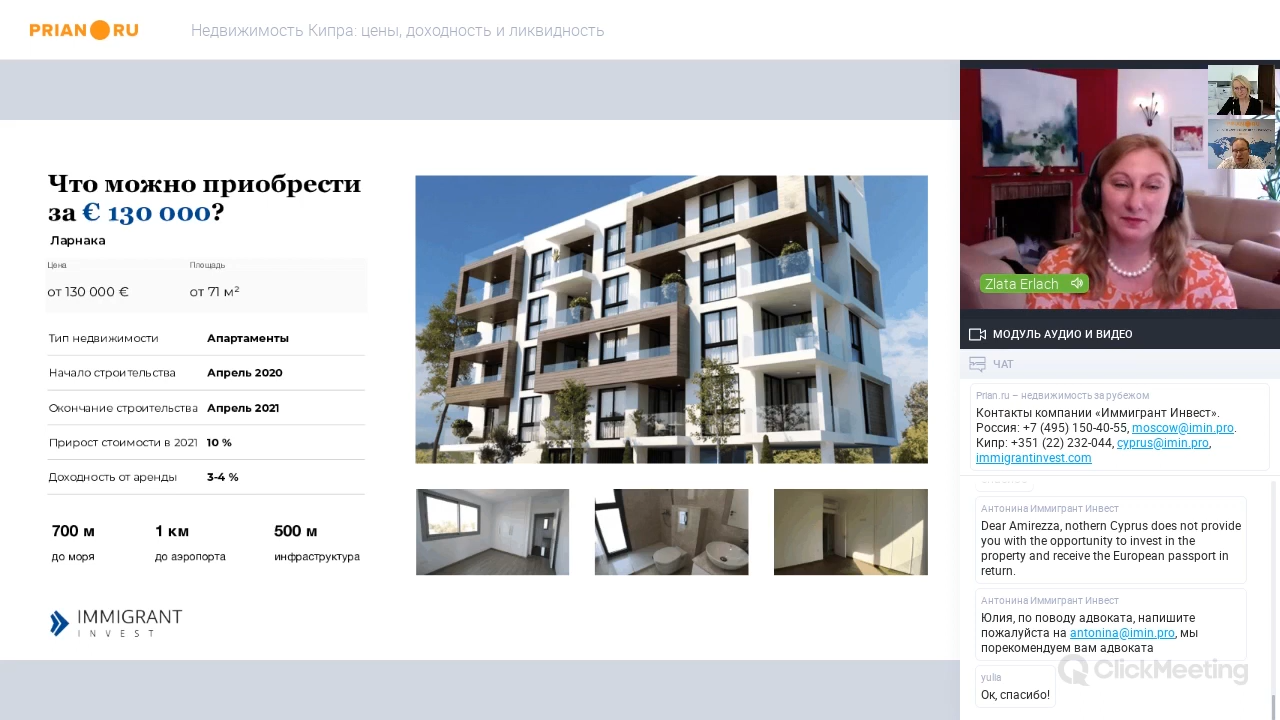 PRIAN RU
Недвижимость Кипра: цены, доходность и ликвидность
Что можно приобрести
за € 130 000?
Ларнака
Цена Площадь
от 130 000 € от 71 м²
Тип недвижимости Апартаменты
Начало строительства Апрель 2020
Окончание строительства Апрель 2021
Прирост стоимости в 2021 10 %
Доходность от аренды 3-4 %
700 м 1 км 500 м
до моря до аэропорта инфраструктура
IMMIGRANT
INVEST
Zlata Erlach
МОДУЛЬ АУДИО И ВИДЕО
ЧАТ
Prian.ru – недвижимость за рубежом
Контакты компании «Иммигрант Инвест».
Россия: +7 (495) 150-40-55, moscow@imin.pro.
Кипр: +351 (22) 232-044, cyprus@imin.pro,
immigrantinvest.com
Антонина Иммигрант Инвест
Dear Amirezza, nothern Cyprus does not provide
you with the opportunity to invest in the
property and receive the European passport in
return.
Антонина Иммигрант Инвест
Юлия, по поводу адвоката, напишите
пожалуйста на antonina@imin.pro, мы
порекомендуем вам адвоката
ClickMeeting
yulia
Ок, спасибо!